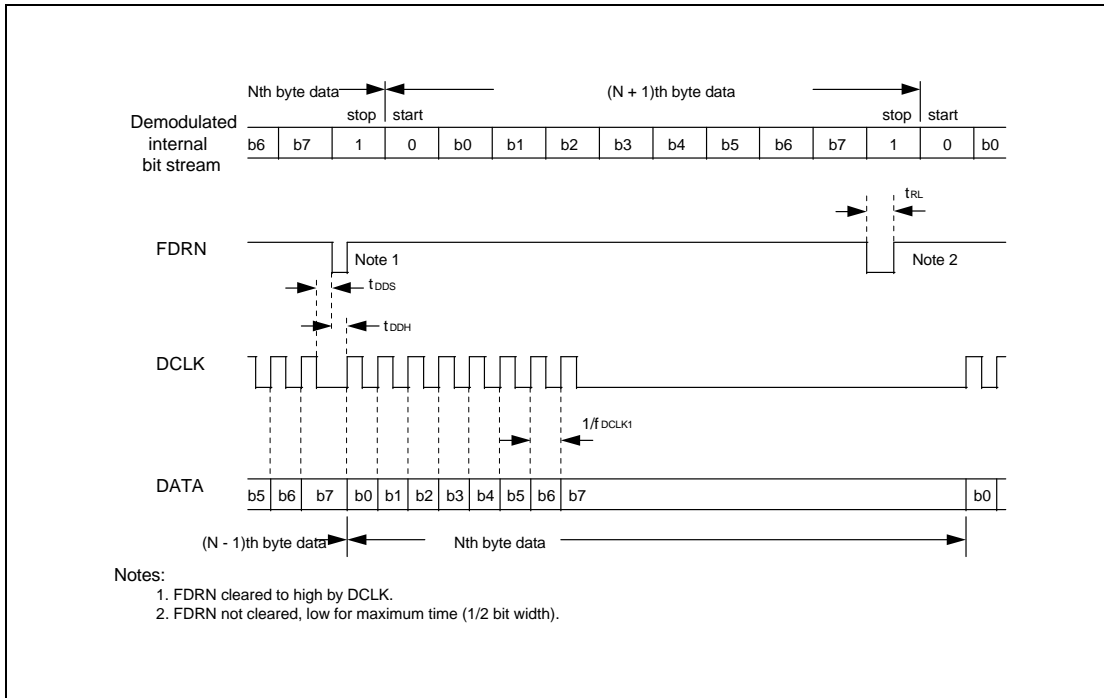 Nth byte data
(N + 1)th byte data
stop start
stop start
Demodulated
internal
bit stream
b6 b7 1 0 b0 b1 b2 b3 b4 b5 b6 b7 1 0 b0
tRL
FDRN
Note 1
Note 2
tDDS
tDDH
DCLK
1/fDCLK1
DATA
b5 b6 b7 b0 b1 b2 b3 b4 b5 b6 b7 b0
(N - 1)th byte data
Nth byte data
Notes:
1. FDRN cleared to high by DCLK.
2. FDRN not cleared, low for maximum time (1/2 bit width).